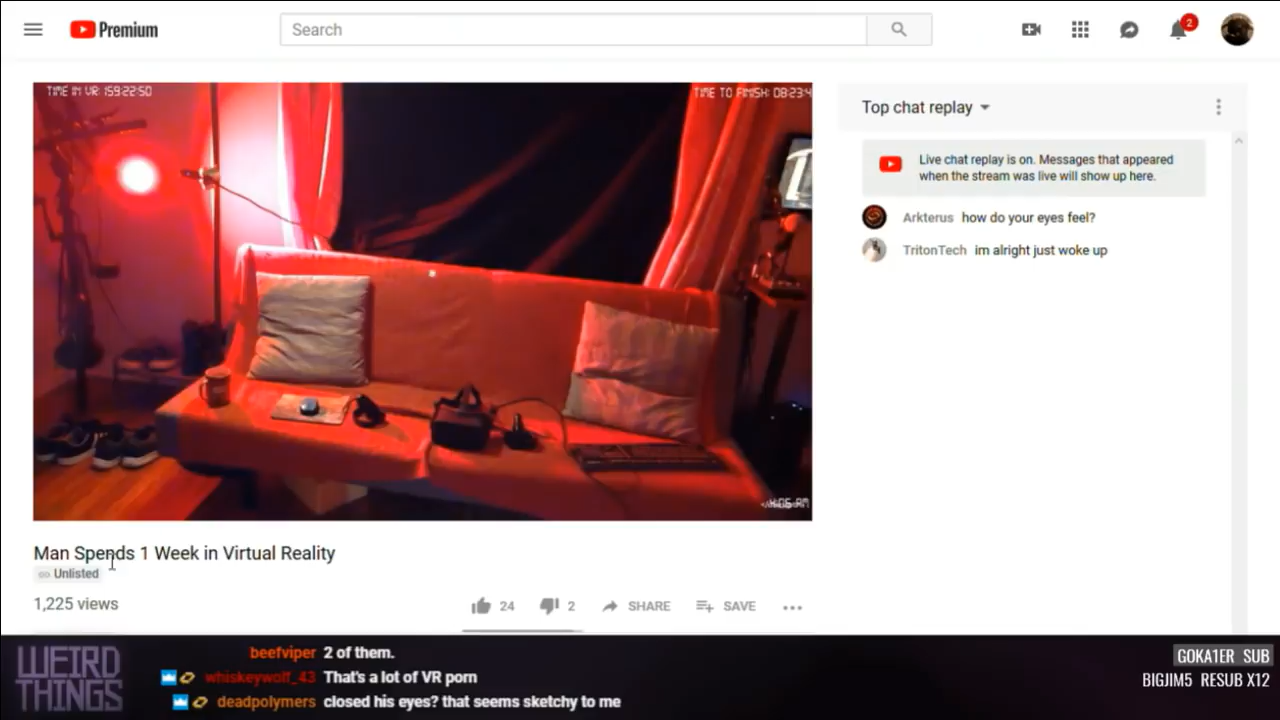 Premium
Search
2
TIME IN VR: 159:22:50
TIME TO FINISH: 08:23:4
4:05 AM
Top chat replay
Live chat replay is on. Messages that appeared
when the stream was live will show up here.
Arkterus how do your eyes feel?
TritonTech im alright just woke up
Man Spends 1 Week in Virtual Reality
Unlisted
1,225 views
24
2
SHARE
SAVE
WEIRD
THINGS
beefviper 2 of them.
whiskeywolf_43 That's a lot of VR porn
deadpolymers closed his eyes? that seems sketchy to me
GOKA1ER SUB
BIGJIM5 RESUB X12